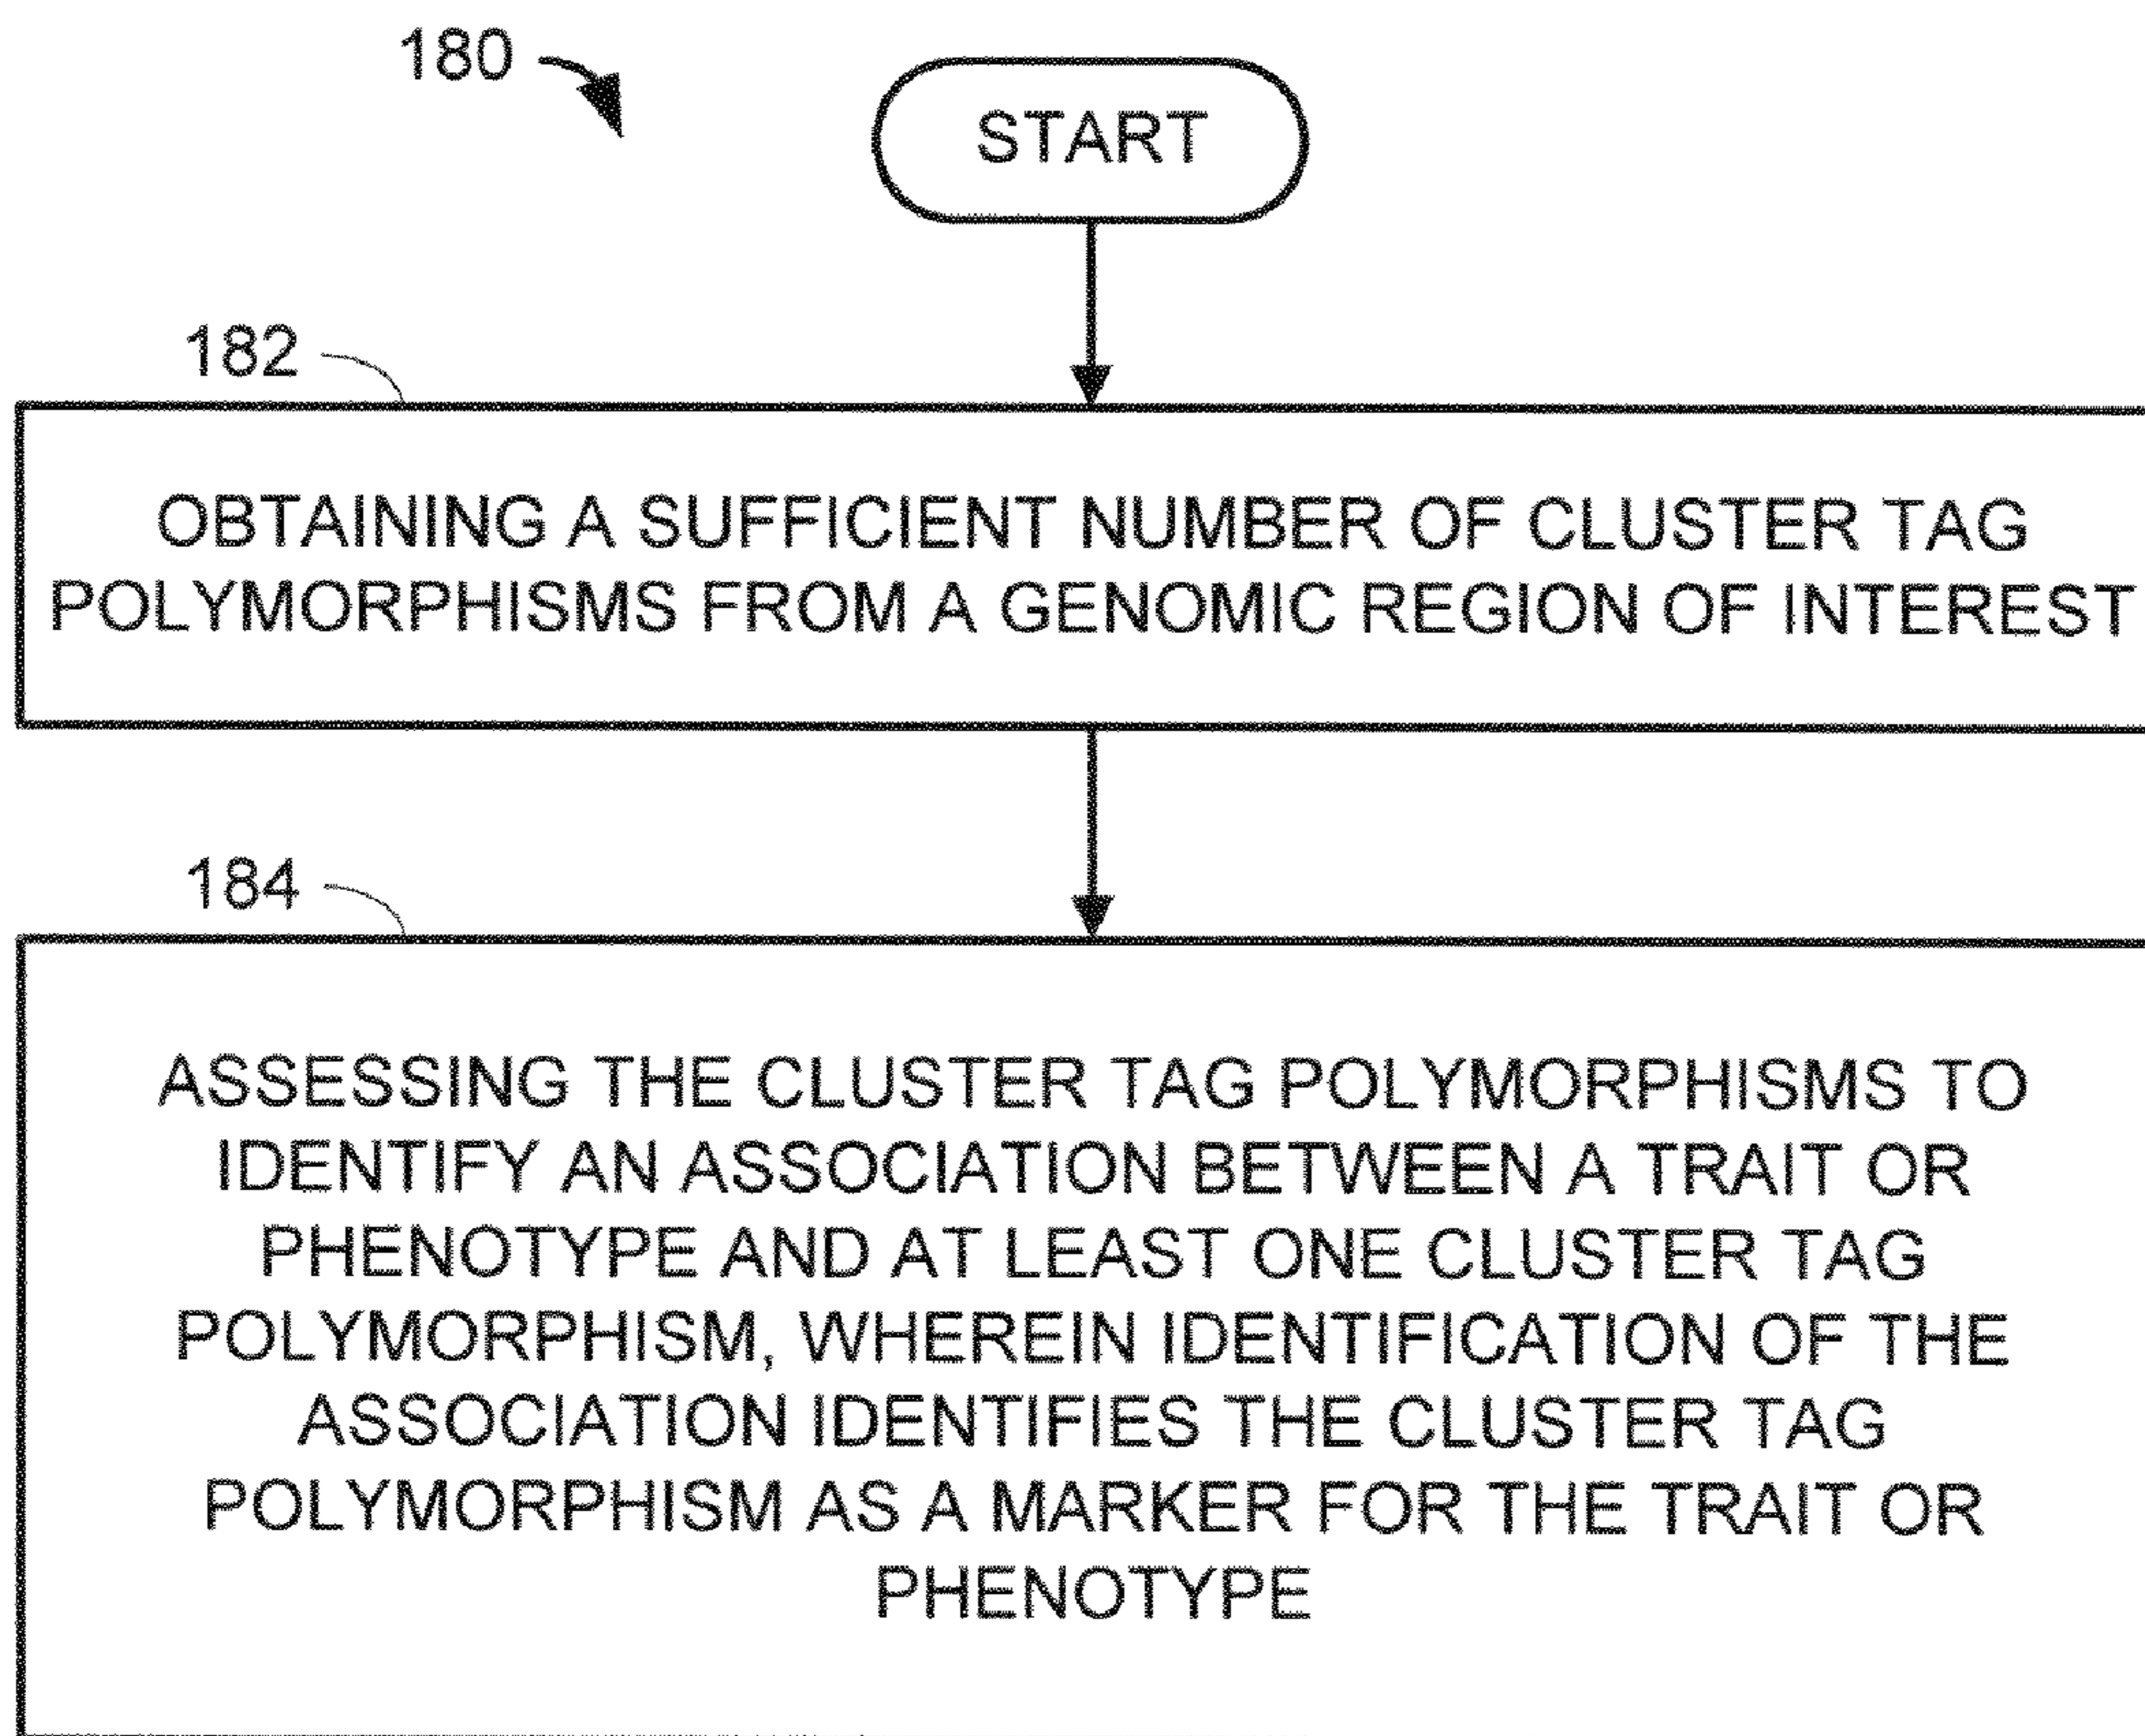 180
START
182
OBTAINING A SUFFICIENT NUMBER OF CLUSTER TAG
POLYMORPHISMS FROM A GENOMIC REGION OF INTEREST
184
ASSESSING THE CLUSTER TAG POLYMORPHISMS TO
IDENTIFY AN ASSOCIATION BETWEEN A TRAIT OR
PHENOTYPE AND AT LEAST ONE CLUSTER TAG
POLYMORPHISM, WHEREIN IDENTIFICATION OF THE
ASSOCIATION IDENTIFIES THE CLUSTER TAG
POLYMORPHISM AS A MARKER FOR THE TRAIT OR
PHENOTYPE